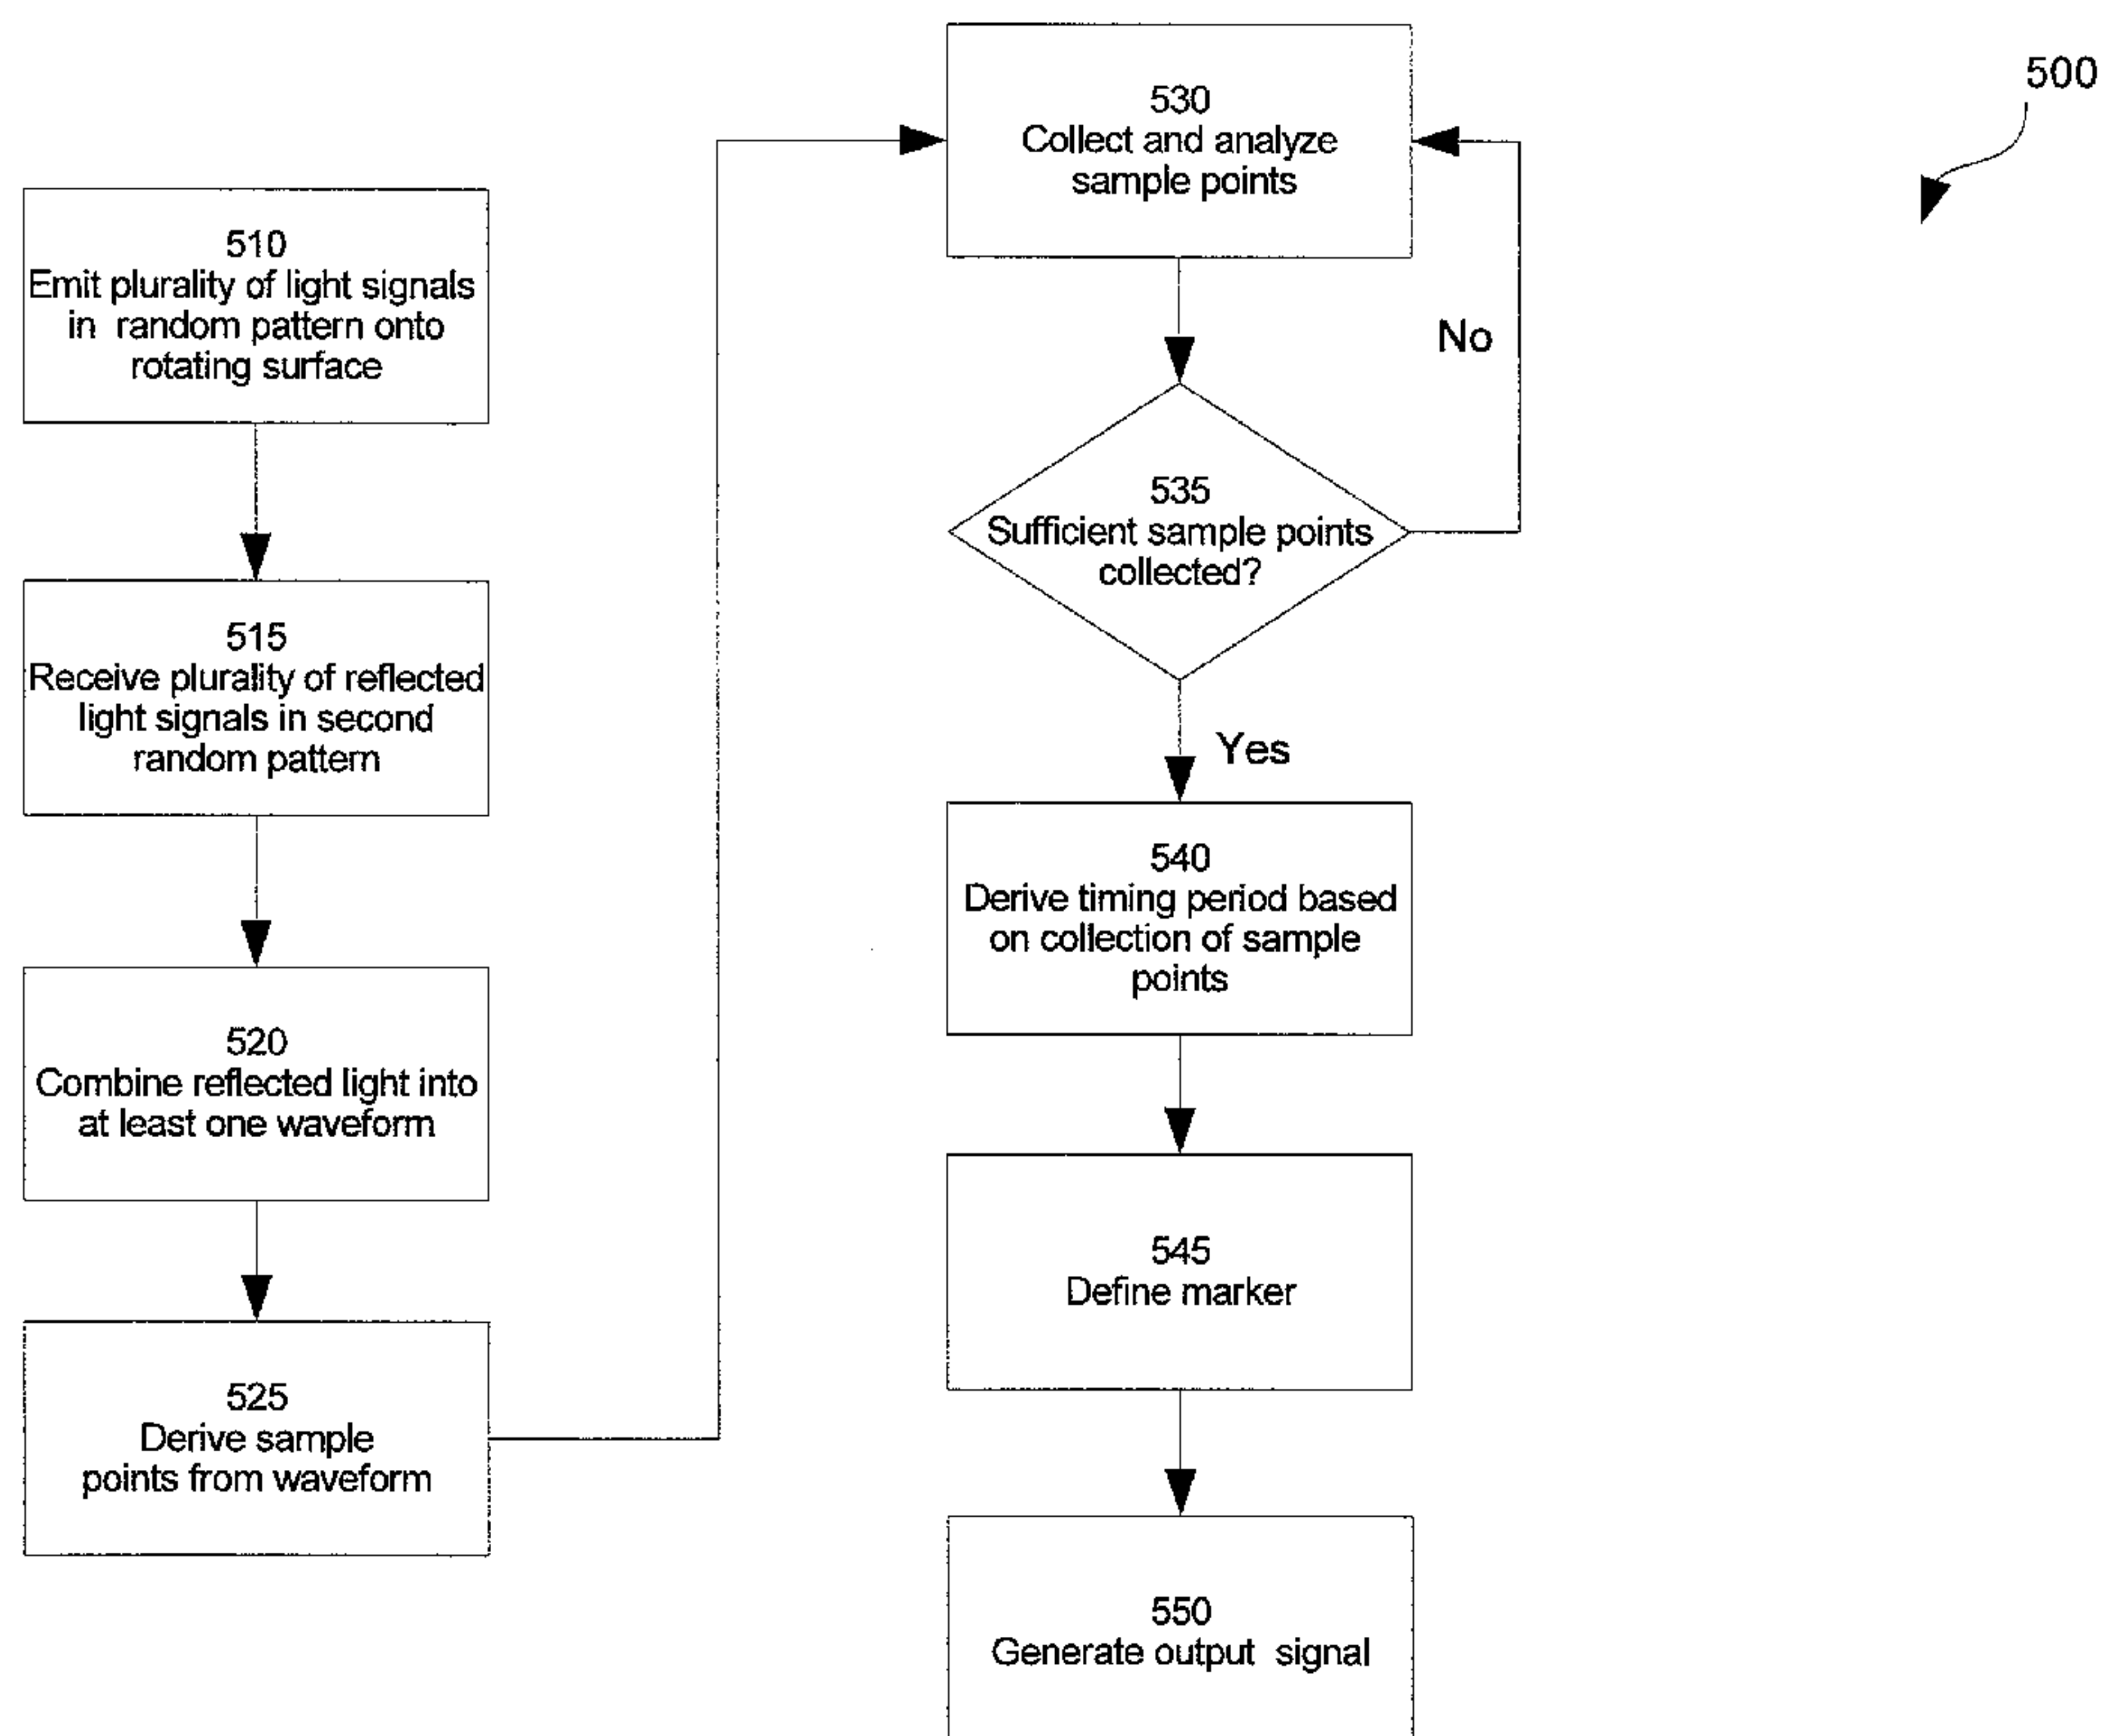 500
510
Emit plurality of light signals
in random pattern onto
rotating surface
515
Receive plurality of reflected
light signals in second
random pattern
520
Combine reflected light into
at least one waveform
525
Derive sample
points from waveform
530
Collect and analyze
sample points
No
535
Sufficient sample points
collected?
Yes
540
Derive timing period based
on collection of sample
points
545
Define marker
550
Generate output signal